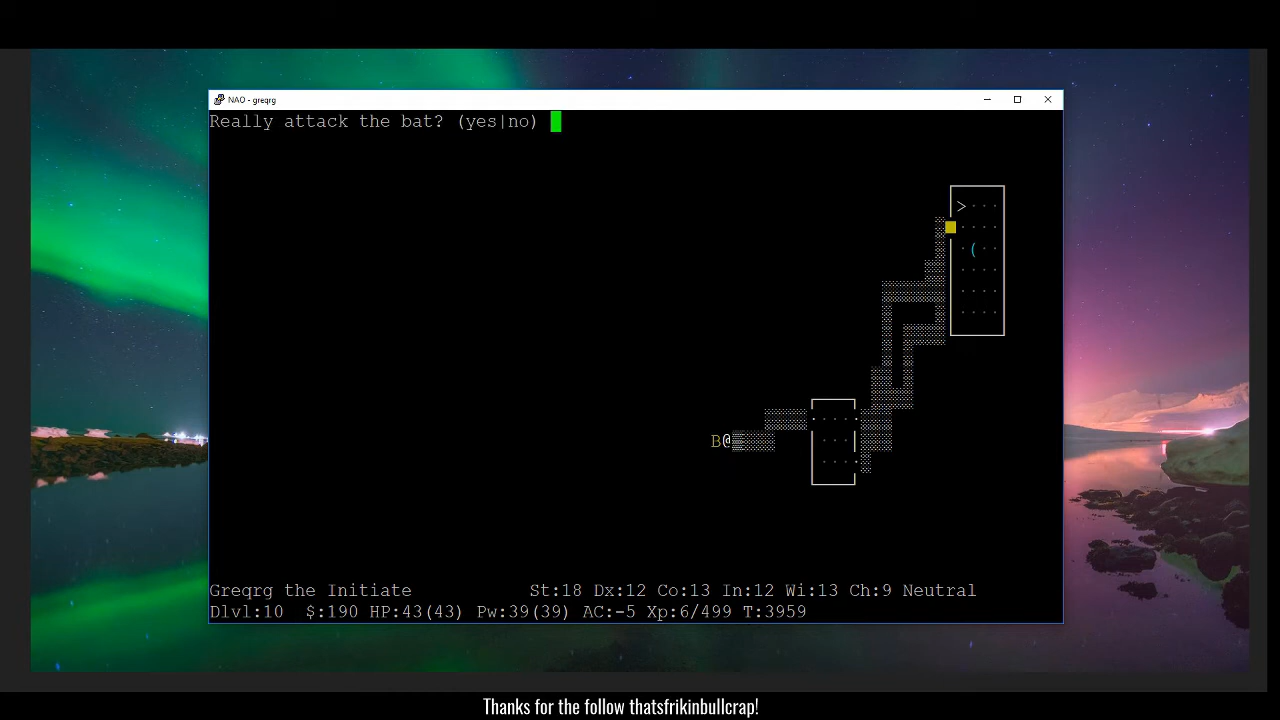 NAO - greqrg
Really attack the bat? (yes|no)
>
(
B@
Greqrg the Initiate St:18 Dx:12 Co:13 In:12 Wi:13 Ch:9 Neutral
Dlvl:10 $:190 HP:43(43) Pw:39(39) AC:-5 Xp:6/499 T:3959
Thanks for the follow thatsfrikinbullcrap!